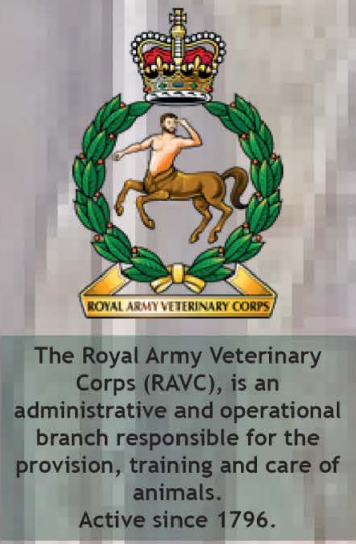 ROYAL ARMY VETERINARY CORPS
The Royal Army Veterinary
Corps (RAVC), is an
administrative and operational
branch responsible for the
provision, training and care of
animals.
Active since 1796.